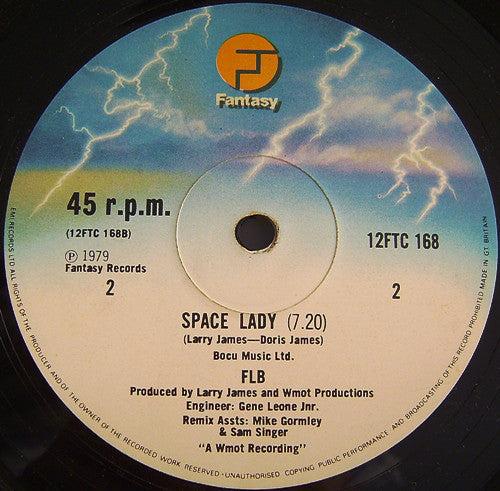 Fantasy
45 r.p.m.
(12FTC 168B)
℗ 1979
Fantasy Records
2
12FTC 168
2
SPACE LADY (7.20)
(Larry James—Doris James)
Bocu Music Ltd.
FLB
Produced by Larry James and Wmot Productions
Engineer: Gene Leone Jnr.
Remix Assts: Mike Gormley
& Sam Singer
"A Wmot Recording"
EMI RECORDS LTD ALL RIGHTS OF THE PRODUCER AND OF THE OWNER OF THE RECORDED WORK RESERVED · UNAUTHORISED COPYING PUBLIC PERFORMANCE AND BROADCASTING OF THIS RECORD PROHIBITED MADE IN GT. BRITAIN